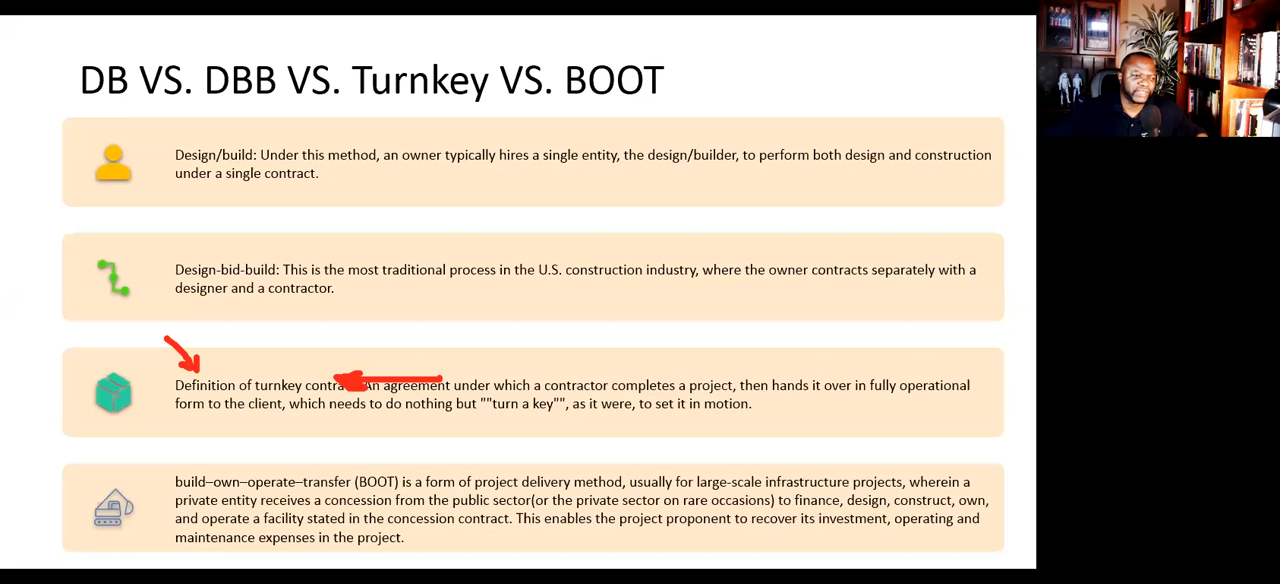 DB VS. DBB VS. Turnkey VS. BOOT
Design/build: Under this method, an owner typically hires a single entity, the design/builder, to perform both design and construction
under a single contract.
Design-bid-build: This is the most traditional process in the U.S. construction industry, where the owner contracts separately with a
designer and a contractor.
Definition of turnkey An agreement under which a contractor completes a project, then hands it over in fully operational
form to the client, which needs to do nothing but ""turn a key"", as it were, to set it in motion.
build–own–operate–transfer (BOOT) is a form of project delivery method, usually for large-scale infrastructure projects, wherein a
private entity receives a concession from the public sector(or the private sector on rare occasions) to finance, design, construct, own,
and operate a facility stated in the concession contract. This enables the project proponent to recover its investment, operating and
maintenance expenses in the project.